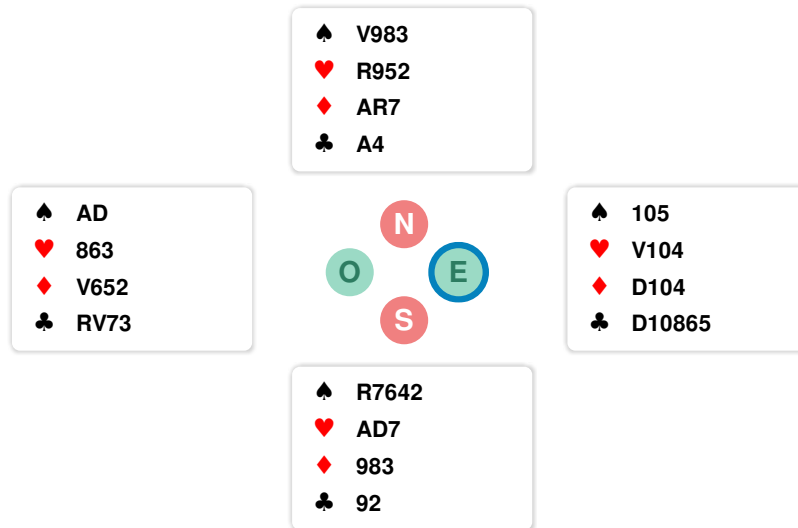 ♠ V983
♥ R952
♦ AR7
♣ A4
♠ AD
♥ 863
♦ V652
♣ RV73
N
O
E
S
♠ 105
♥ V104
♦ D104
♣ D10865
♠ R7642
♥ AD7
♦ 983
♣ 92